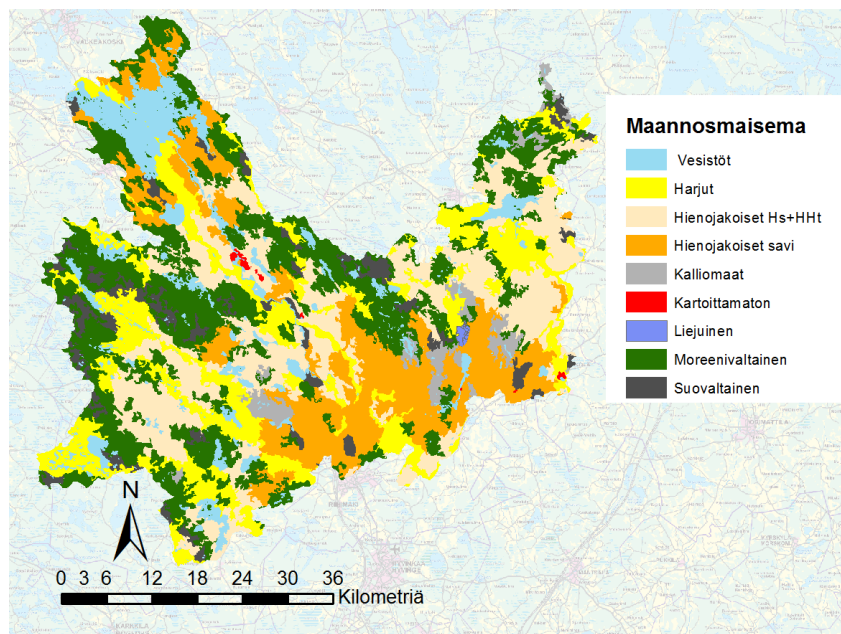 VALKEAKOSKI
Maannosmaisema
Vesistöt
Harjut
Hienojakoiset Hs+HHt
Hienojakoiset savi
Kalliomaat
Kartoittamaton
Liejuinen
Moreenivaltainen
Suovaltainen
N
0 3 6 12 18 24 30 36
Kilometriä